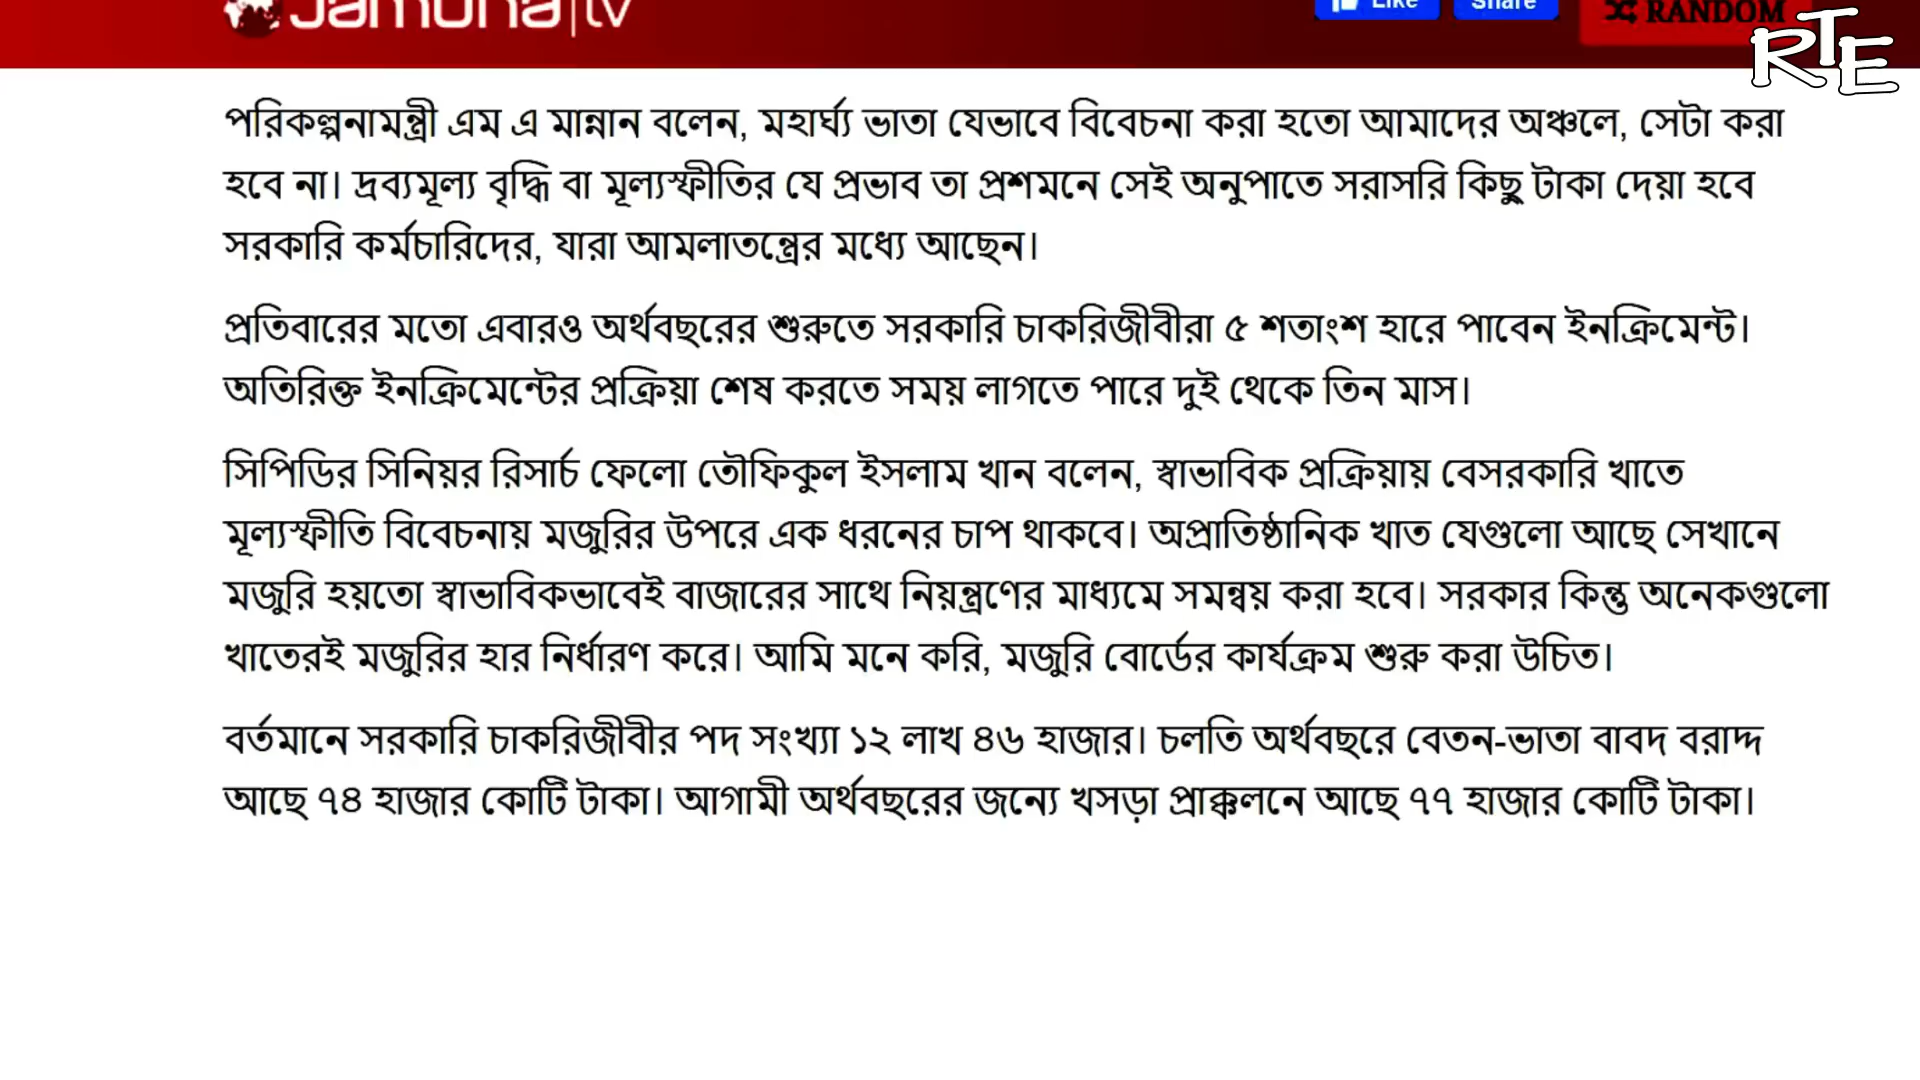 Jamuna|tv
Like
Share
RANDOM
RTE
পরিকল্পনামন্ত্রী এম এ মান্নান বলেন, মহার্ঘ্য ভাতা যেভাবে বিবেচনা করা হতো আমাদের অঞ্চলে, সেটা করা
হবে না। দ্রব্যমূল্য বৃদ্ধি বা মূল্যস্ফীতির যে প্রভাব তা প্রশমনে সেই অনুপাতে সরাসরি কিছু টাকা দেয়া হবে
সরকারি কর্মচারিদের, যারা আমলাতন্ত্রের মধ্যে আছেন।
প্রতিবারের মতো এবারও অর্থবছরের শুরুতে সরকারি চাকরিজীবীরা ৫ শতাংশ হারে পাবেন ইনক্রিমেন্ট।
অতিরিক্ত ইনক্রিমেন্টের প্রক্রিয়া শেষ করতে সময় লাগতে পারে দুই থেকে তিন মাস।
সিপিডির সিনিয়র রিসার্চ ফেলো তৌফিকুল ইসলাম খান বলেন, স্বাভাবিক প্রক্রিয়ায় বেসরকারি খাতে
মূল্যস্ফীতি বিবেচনায় মজুরির উপরে এক ধরনের চাপ থাকবে। অপ্রাতিষ্ঠানিক খাত যেগুলো আছে সেখানে
মজুরি হয়তো স্বাভাবিকভাবেই বাজারের সাথে নিয়ন্ত্রণের মাধ্যমে সমন্বয় করা হবে। সরকার কিন্তু অনেকগুলো
খাতেরই মজুরির হার নির্ধারণ করে। আমি মনে করি, মজুরি বোর্ডের কার্যক্রম শুরু করা উচিত।
বর্তমানে সরকারি চাকরিজীবীর পদ সংখ্যা ১২ লাখ ৪৬ হাজার। চলতি অর্থবছরে বেতন-ভাতা বাবদ বরাদ্দ
আছে ৭৪ হাজার কোটি টাকা। আগামী অর্থবছরের জন্যে খসড়া প্রাক্কলনে আছে ৭৭ হাজার কোটি টাকা।